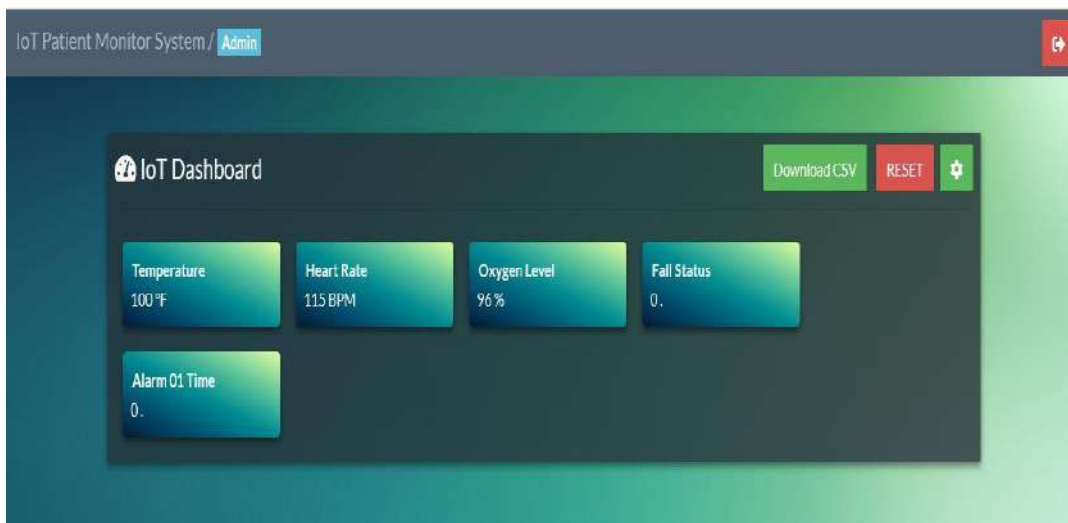 IoT Patient Monitor System / Admin
IoT Dashboard
Download CSV
RESET
Temperature
100 °F
Heart Rate
115 BPM
Oxygen Level
96 %
Fall Status
0 .
Alarm 01 Time
0 .